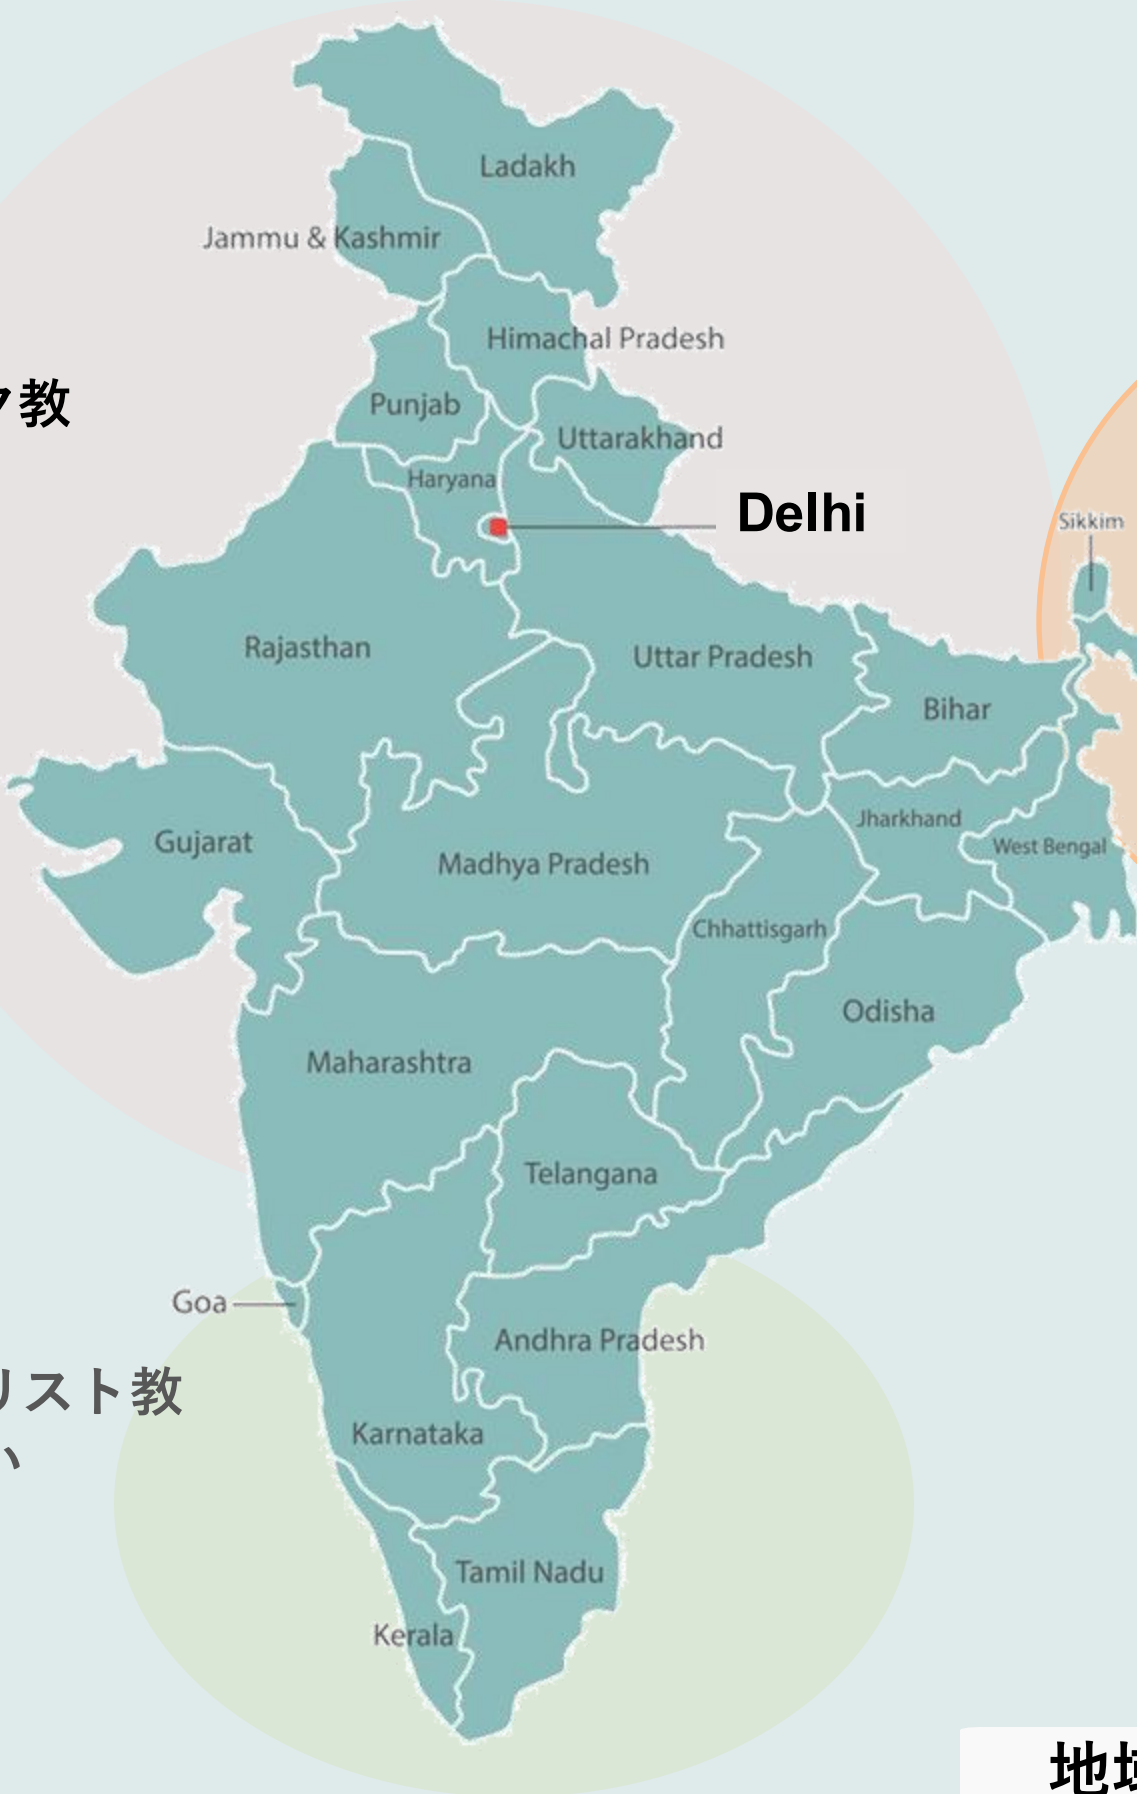 Ladakh
Jammu & Kashmir
Himachal Pradesh
ク教
Punjab
Uttarakhand
Haryana
Delhi
Sikkim
Rajasthan
Uttar Pradesh
Bihar
Jharkhand
Gujarat
West Bengal
Madhya Pradesh
Chhattisgarh
Odisha
Maharashtra
Telangana
Goa
Andhra Pradesh
リスト教
い
Karnataka
Tamil Nadu
Kerala
地域